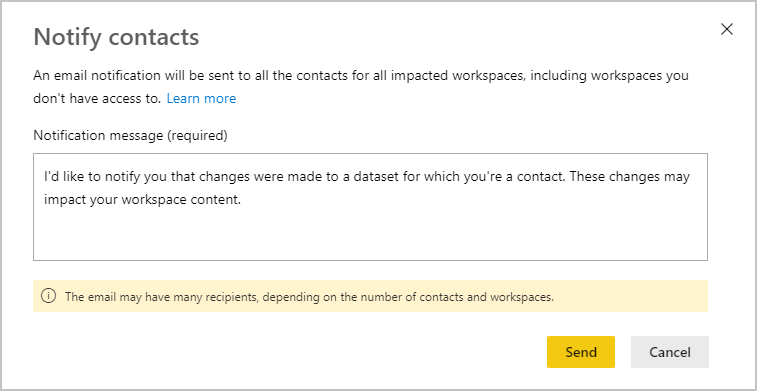 Notify contacts
An email notification will be sent to all the contacts for all impacted workspaces, including workspaces you
don't have access to. Learn more
Notification message (required)
I'd like to notify you that changes were made to a dataset for which you're a contact. These changes may
impact your workspace content.
The email may have many recipients, depending on the number of contacts and workspaces.
Send Cancel